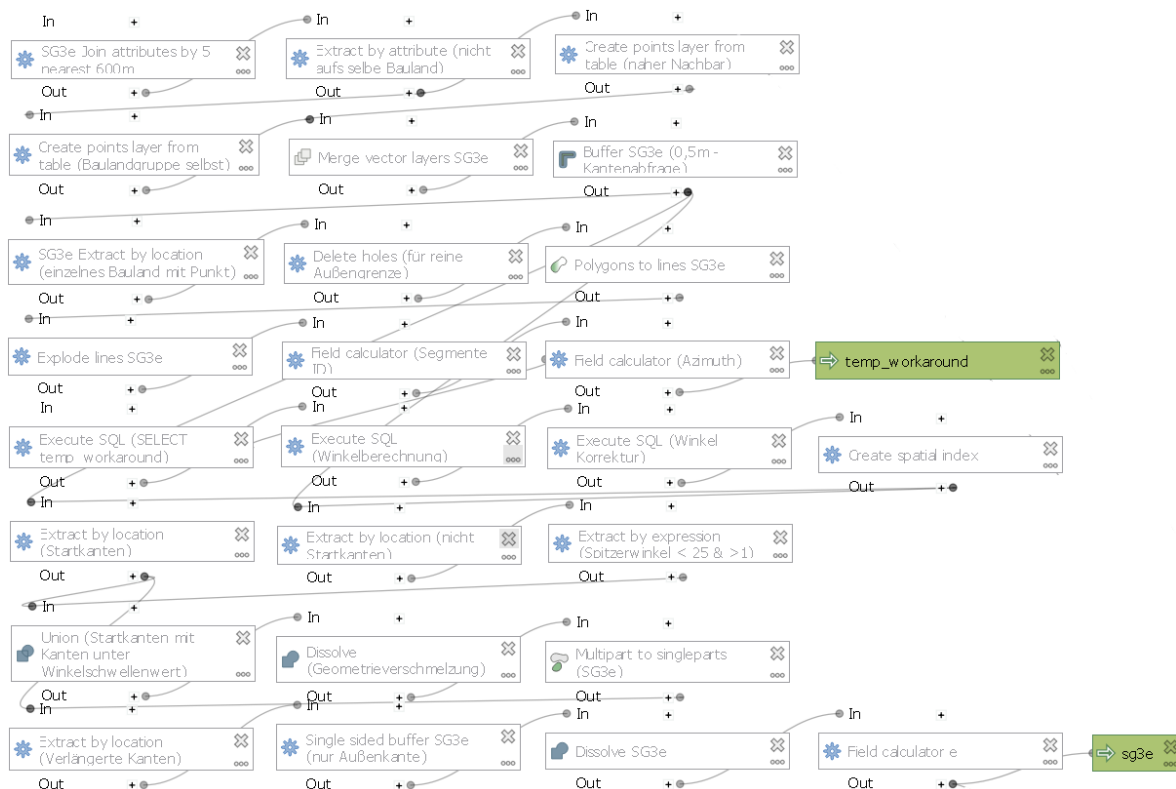 In In In
SG3e Join attributes by 5
nearest 600m
Extract by attribute (nicht
aufs selbe Bauland)
Create points layer from
table (naher Nachbar)
Out Out Out
In In In
Create points layer from
table (Baulandgruppe selbst)
Merge vector layers SG3e
Buffer SG3e (0,5m -
Kantenabfrage)
Out Out Out
In In In
SG3e Extract by location
(einzelnes Bauland mit Punkt)
Delete holes (für reine
Außengrenze)
Polygons to lines SG3e
Out Out Out
In In In
Explode lines SG3e
Field calculator (Segmente
ID)
Field calculator (Azimuth)
temp_workaround
Out Out Out
In In In In
Execute SQL (SELECT
temp_workaround)
Execute SQL
(Winkelberechnung)
Execute SQL (Winkel
Korrektur)
Create spatial index
Out Out Out Out
In In In
Extract by location
(Startkanten)
Extract by location (nicht
Startkanten)
Extract by expression
(Spitzerwinkel < 25 & >1)
Out Out Out
In In In
Union (Startkanten mit
Kanten unter
Winkelschwellenwert)
Dissolve
(Geometrieverschmelzung)
Multipart to singleparts
(SG3e)
Out Out Out
In In In In
Extract by location
(Verlängerte Kanten)
Single sided buffer SG3e
(nur Außenkante)
Dissolve SG3e
Field calculator e
sg3e
Out Out Out Out